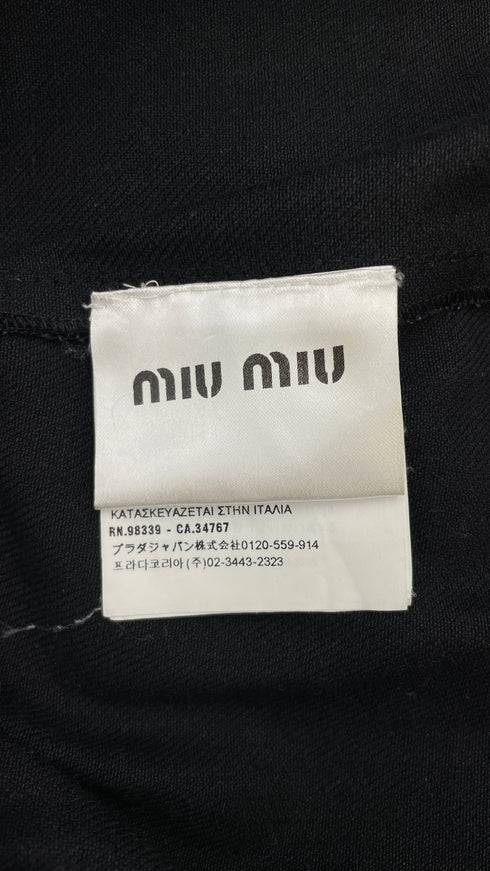 miu miu
ΚΑΤΑΣΚΕΥΑΖΕΤΑΙ ΣΤΗΝ ΙΤΑΛΙΑ
RN.98339 - CA.34767
プラダジャパン株式会社0120-559-914
프라다코리아(주)02-3443-2323